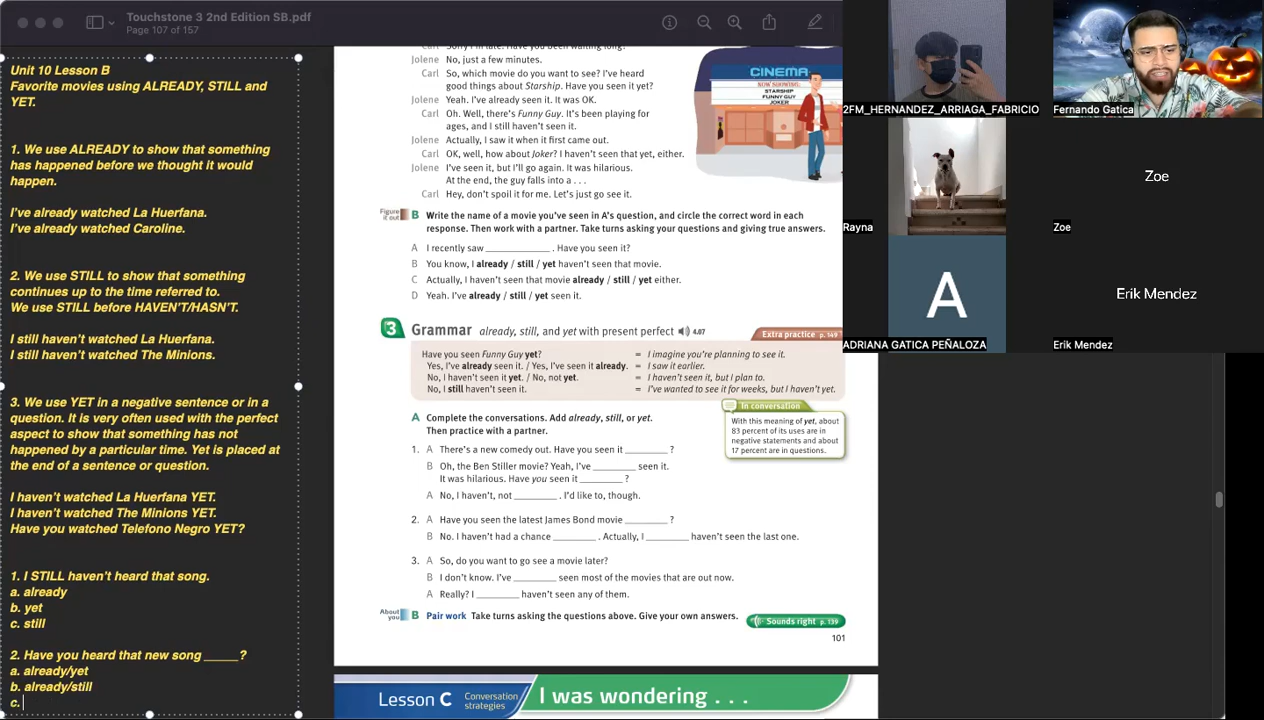 Touchstone 3 2nd Edition SB.pdf
Page 107 of 157
Unit 10 Lesson B
Favorite movies using ALREADY, STILL and
YET.
1. We use ALREADY to show that something
has happened before we thought it would
happen.
I've already watched La Huerfana.
I've already watched Caroline.
2. We use STILL to show that something
continues up to the time referred to.
We use STILL before HAVEN'T/HASN'T.
I still haven't watched La Huerfana.
I still haven't watched The Minions.
3. We use YET in a negative sentence or in a
question. It is very often used with the perfect
aspect to show that something has not
happened by a particular time. Yet is placed at
the end of a sentence or question.
I haven't watched La Huerfana YET.
I haven't watched The Minions YET.
Have you watched Telefono Negro YET?
1. I STILL haven't heard that song.
a. already
b. yet
c. still
2. Have you heard that new song _____?
a. already/yet
b. already/still
c.
Carl Sorry I'm late. Have you been waiting long?
Jolene No, just a few minutes.
Carl So, which movie do you want to see? I've heard
good things about Starship. Have you seen it yet?
Jolene Yeah. I've already seen it. It was OK.
Carl Oh. Well, there's Funny Guy. It's been playing for
ages, and I still haven't seen it.
Jolene Actually, I saw it when it first came out.
Carl OK, well, how about Joker? I haven't seen that yet, either.
Jolene I've seen it, but I'll go again. It was hilarious.
At the end, the guy falls into a . . .
Carl Hey, don't spoil it for me. Let's just go see it.
CINEMA
NOW SHOWING
STARSHIP
FUNNY GUY
JOKER
Figure it out B Write the name of a movie you've seen in A's question, and circle the correct word in each
response. Then work with a partner. Take turns asking your questions and giving true answers.
A I recently saw ____________ . Have you seen it?
B You know, I already / still / yet haven't seen that movie.
C Actually, I haven't seen that movie already / still / yet either.
D Yeah. I've already / still / yet seen it.
3 Grammar already, still, and yet with present perfect 4.07
Extra practice p. 149
Have you seen Funny Guy yet? = I imagine you're planning to see it.
Yes, I've already seen it. / Yes, I've seen it already. = I saw it earlier.
No, I haven't seen it yet. / No, not yet. = I haven't seen it, but I plan to.
No, I still haven't seen it. = I've wanted to see it for weeks, but I haven't yet.
A Complete the conversations. Add already, still, or yet.
Then practice with a partner.
In conversation
With this meaning of yet, about
83 percent of its uses are in
negative statements and about
17 percent are in questions.
1. A There's a new comedy out. Have you seen it ________ ?
B Oh, the Ben Stiller movie? Yeah, I've ________ seen it.
It was hilarious. Have you seen it ________ ?
A No, I haven't, not ________ . I'd like to, though.
2. A Have you seen the latest James Bond movie ________ ?
B No. I haven't had a chance ________ . Actually, I ________ haven't seen the last one.
3. A So, do you want to go see a movie later?
B I don't know. I've ________ seen most of the movies that are out now.
A Really? I ________ haven't seen any of them.
About you B Pair work Take turns asking the questions above. Give your own answers.
Sounds right p. 139
101
Lesson C Conversation strategies I was wondering . . .
2FM_HERNANDEZ_ARRIAGA_FABRICIO
Fernando Gatica
Rayna
Zoe
Zoe
A
ADRIANA GATICA PEÑALOZA
Erik Mendez
Erik Mendez